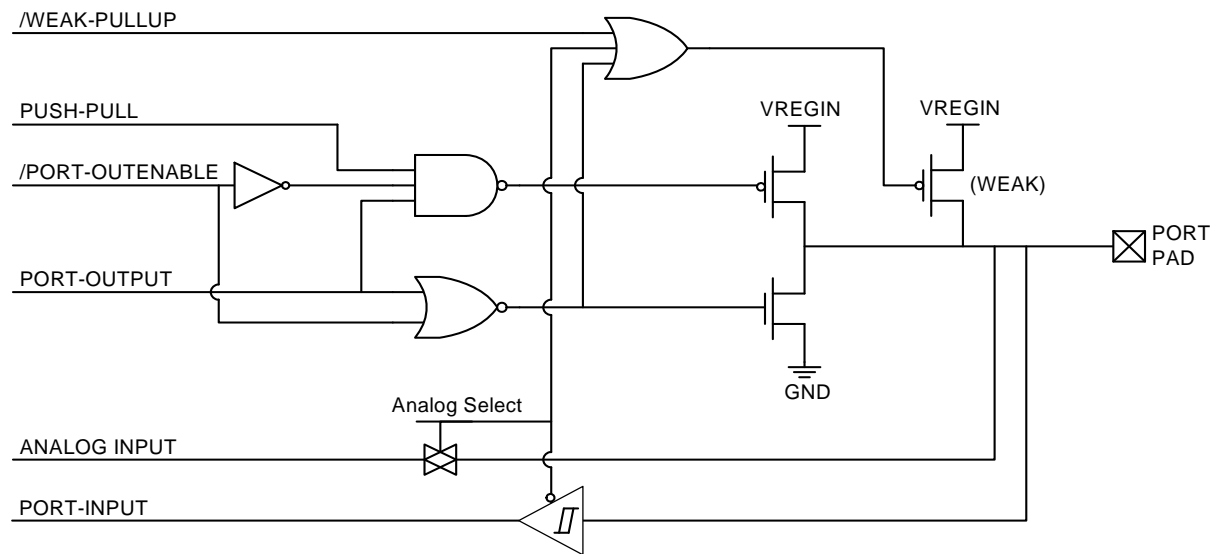 /WEAK-PULLUP
PUSH-PULL
VREGIN
VREGIN
/PORT-OUTENABLE
(WEAK)
PORT
PAD
PORT-OUTPUT
GND
Analog Select
ANALOG INPUT
PORT-INPUT